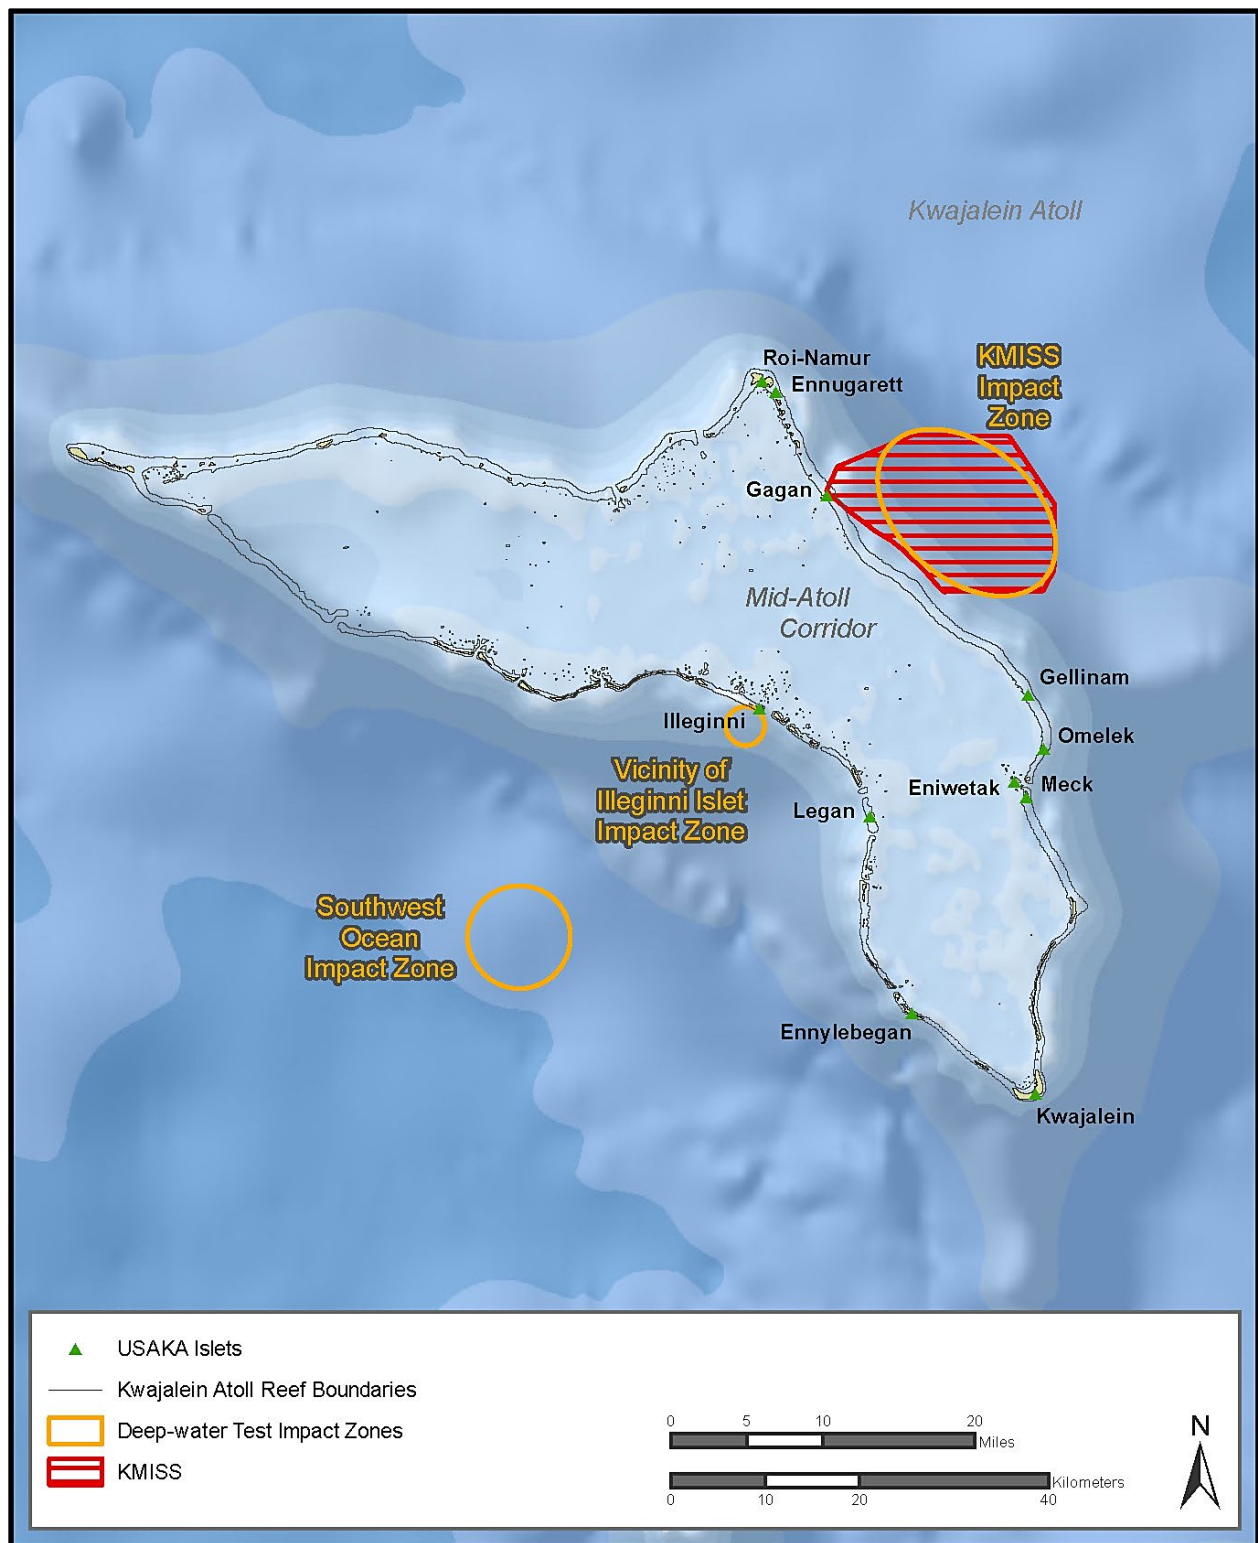 Kwajalein Atoll
Roi-Namur
Ennugarett
KMISS
Impact
Zone
Gagan
Mid-Atoll
Corridor
Gellinam
Illeginni
Omelek
Vicinity of
Illeginni Islet
Impact Zone
Eniwetak
Meck
Legan
Southwest
Ocean
Impact Zone
Ennylebegan
Kwajalein
USAKA Islets
Kwajalein Atoll Reef Boundaries
Deep-water Test Impact Zones
KMISS
0 5 10 20
Miles
Kilometers
0 10 20 40
N